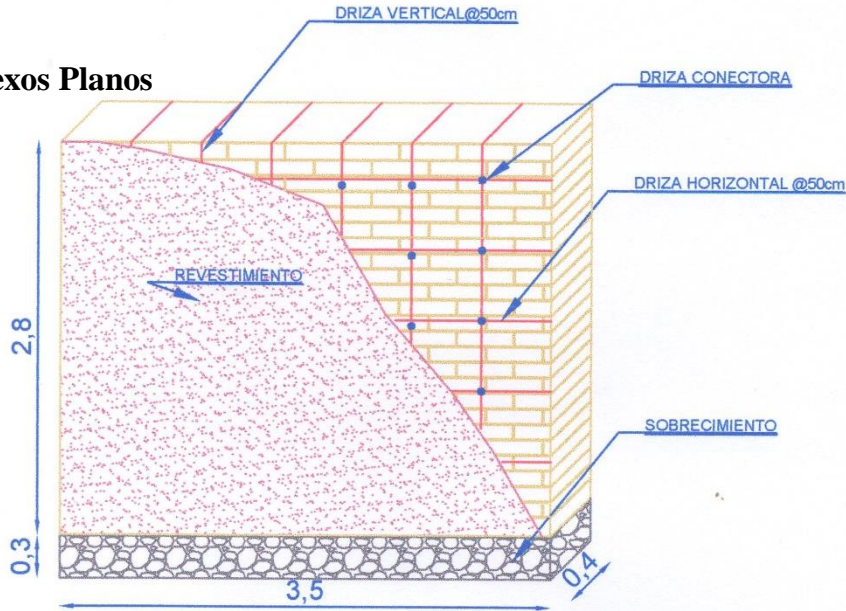 DRIZA VERTICAL@50cm
exos Planos
DRIZA CONECTORA
DRIZA HORIZONTAL @50cm
REVESTIMIENTO
2,8
SOBRECIMIENTO
0,3
3,5
0,4